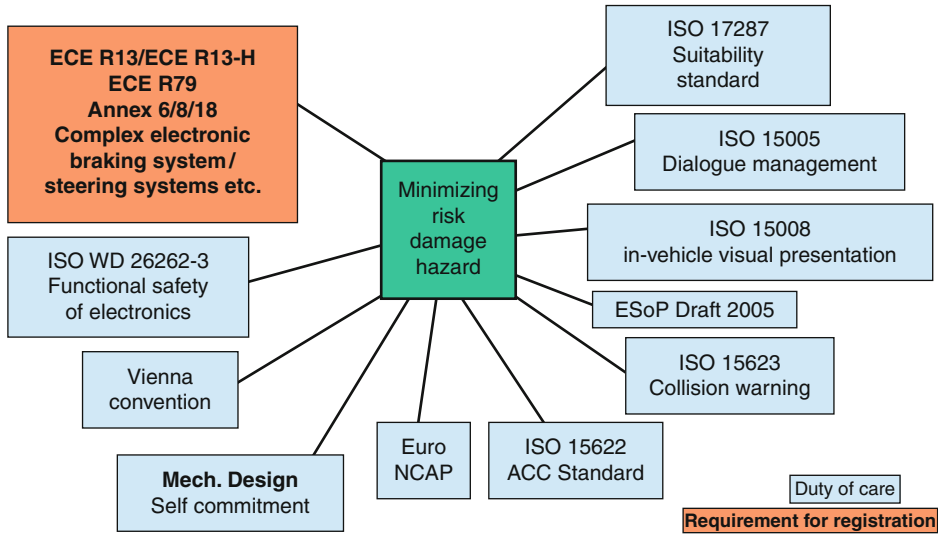 ECE R13/ECE R13-H
ECE R79
Annex 6/8/18
Complex electronic
braking system/
steering systems etc.
ISO WD 26262-3
Functional safety
of electronics
Vienna
convention
Mech. Design
Self commitment
Euro
NCAP
ISO 15622
ACC Standard
Minimizing
risk
damage
hazard
ISO 17287
Suitability
standard
ISO 15005
Dialogue management
ISO 15008
in-vehicle visual presentation
ESoP Draft 2005
ISO 15623
Collision warning
Duty of care
Requirement for registration